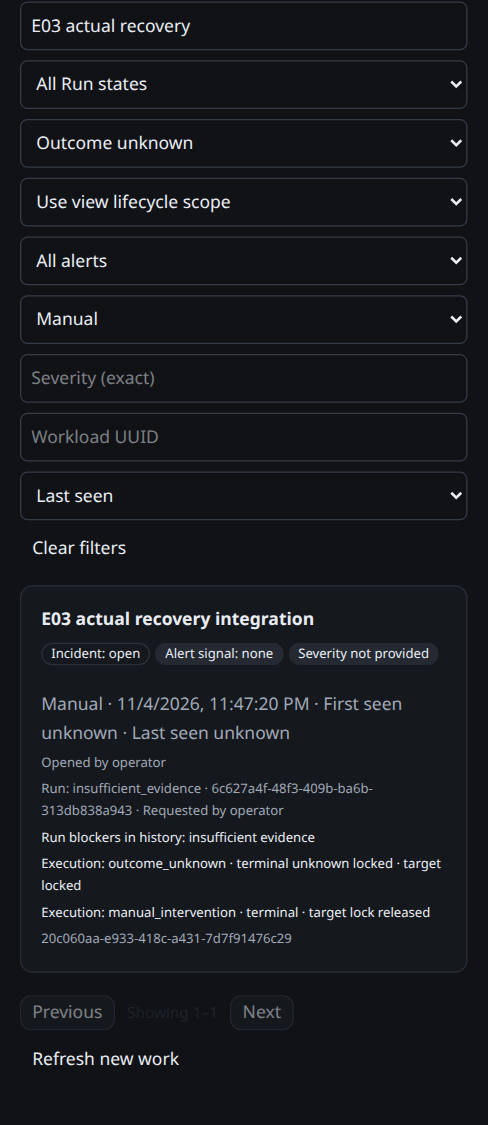 E03 actual recovery
All Run states
Outcome unknown
Use view lifecycle scope
All alerts
Manual
Severity (exact)
Workload UUID
Last seen
Clear filters
E03 actual recovery integration
Incident: open
Alert signal: none
Severity not provided
Manual · 11/4/2026, 11:47:20 PM · First seen
unknown · Last seen unknown
Opened by operator
Run: insufficient_evidence · 6c627a4f-48f3-409b-ba6b-
313db838a943 · Requested by operator
Run blockers in history: insufficient evidence
Execution: outcome_unknown · terminal unknown locked · target
locked
Execution: manual_intervention · terminal · target lock released
20c060aa-e933-418c-a431-7d7f91476c29
Previous
Showing 1–1
Next
Refresh new work